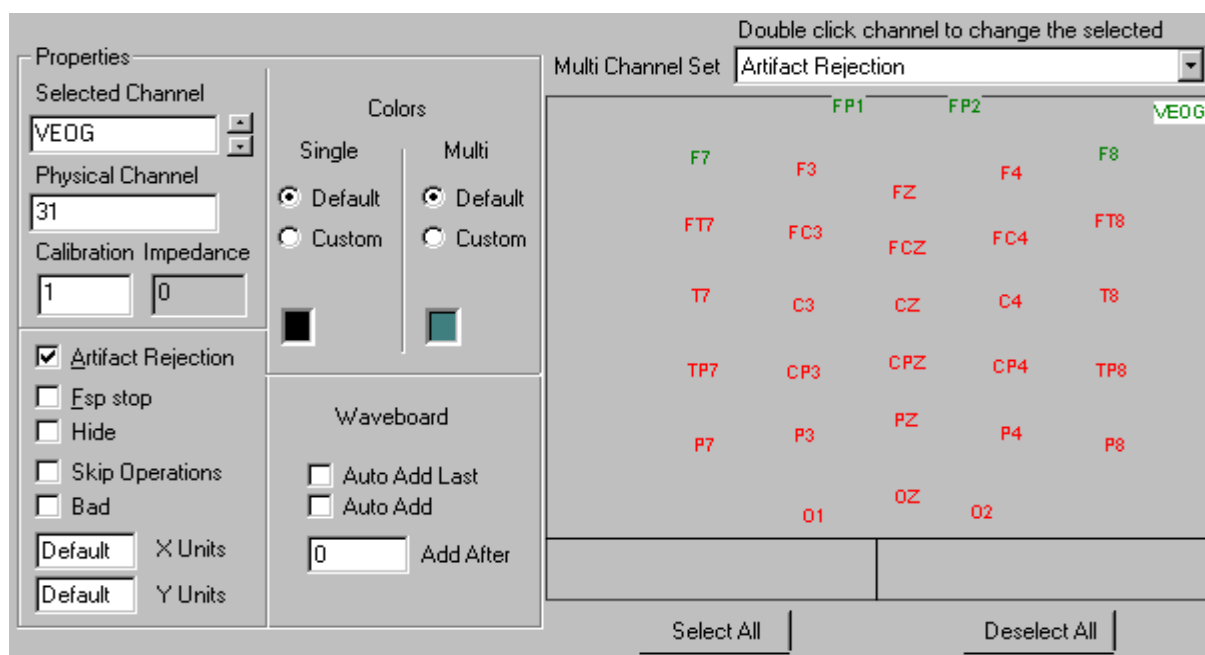 Double click channel to change the selected
Properties
Multi Channel Set Artifact Rejection
Selected Channel
VEOG
Physical Channel
31
Calibration Impedance
1 0
Colors
Single Multi
Default Default
Custom Custom
Artifact Rejection
Fsp stop
Hide
Skip Operations
Bad
Default X Units
Default Y Units
Waveboard
Auto Add Last
Auto Add
0 Add After
FP1 FP2 VEOG
F7 F3 FZ F4 F8
FT7 FC3 FCZ FC4 FT8
T7 C3 CZ C4 T8
TP7 CP3 CPZ CP4 TP8
P7 P3 PZ P4 P8
O1 OZ O2
Select All Deselect All